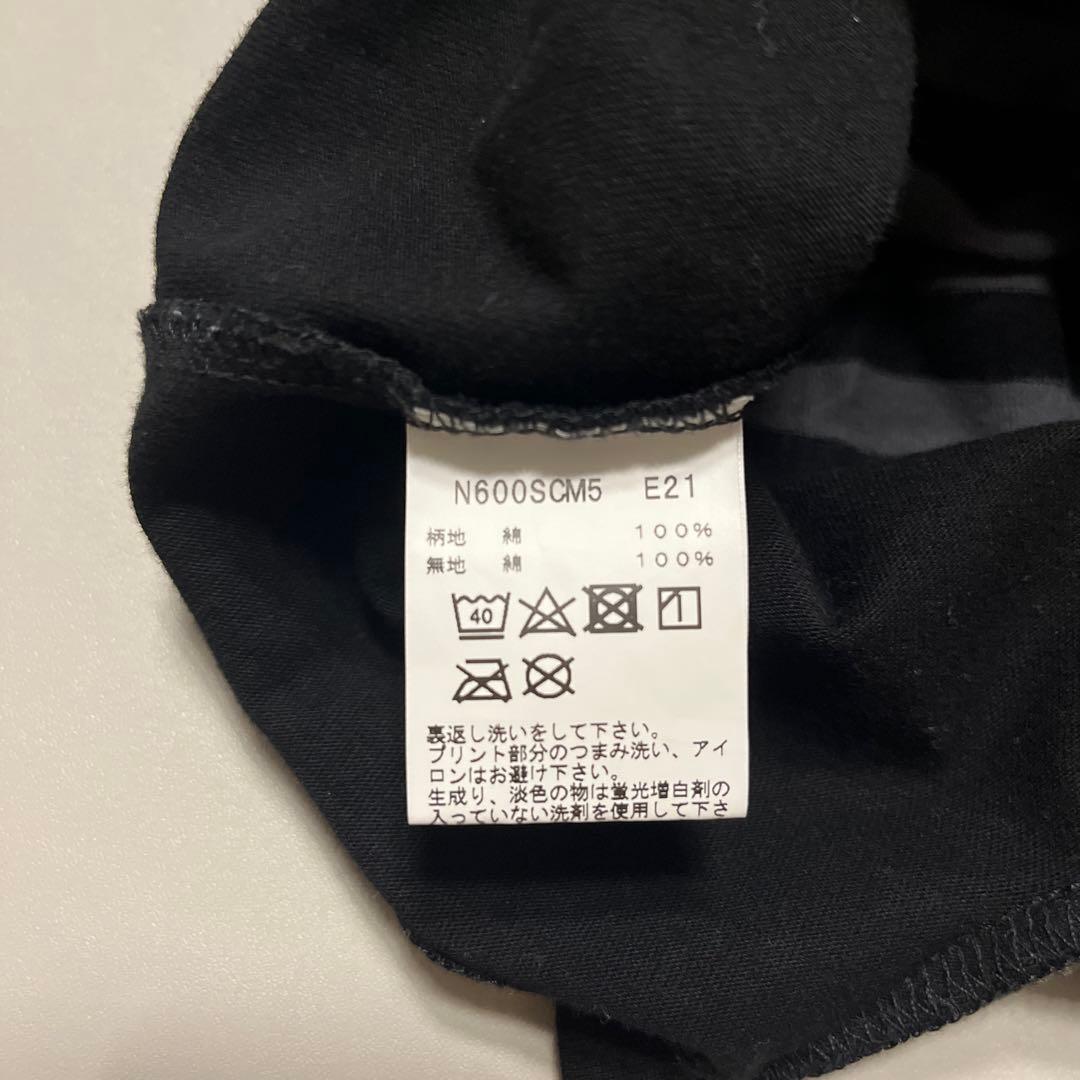 N600SCM5 E21
柄地 綿 100%
無地 綿 100%
40
裏返し洗いをして下さい。
プリント部分のつまみ洗い、アイ
ロンはお避け下さい。
生成り、淡色の物は蛍光増白剤の
入っていない洗剤を使用して下さ